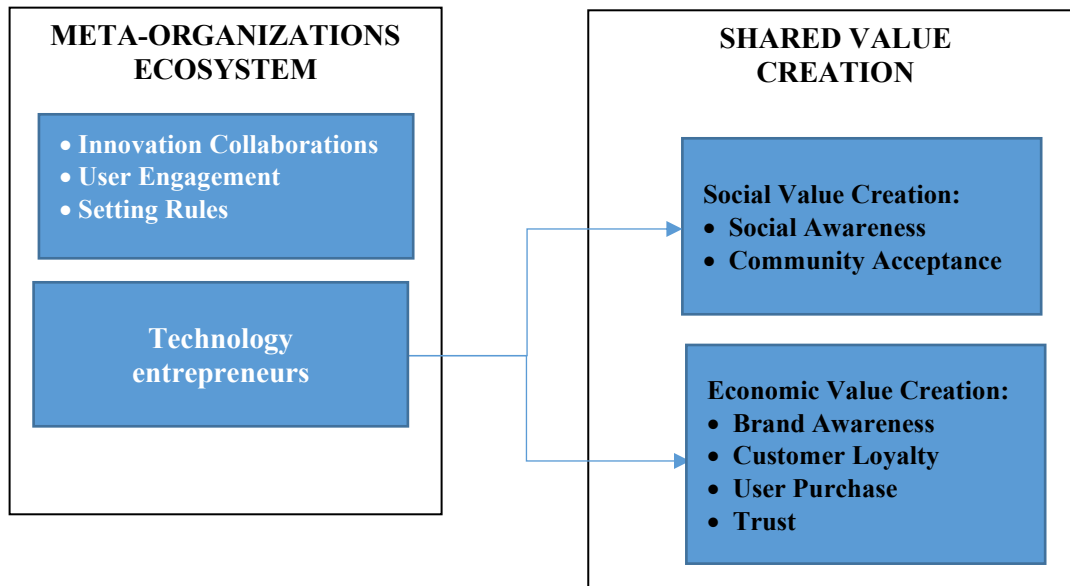 META-ORGANIZATIONS
ECOSYSTEM
• Innovation Collaborations
• User Engagement
• Setting Rules
Technology
entrepreneurs
SHARED VALUE
CREATION
Social Value Creation:
• Social Awareness
• Community Acceptance
Economic Value Creation:
• Brand Awareness
• Customer Loyalty
• User Purchase
• Trust